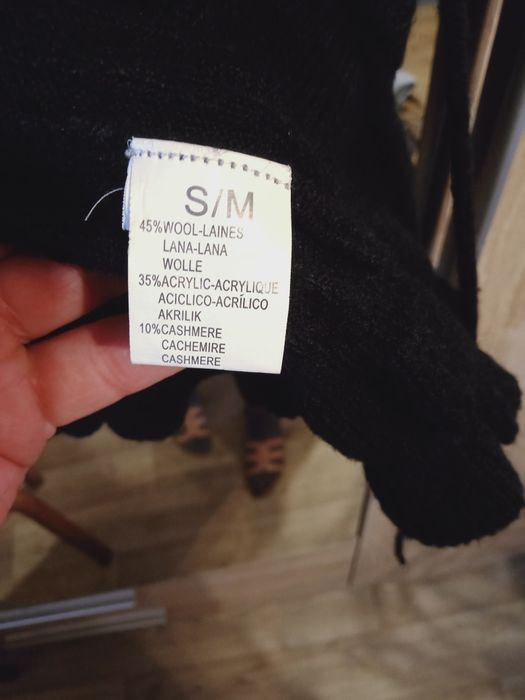 S/M
45%WOOL-LAINES
LANA-LANA
WOLLE
35%ACRYLIC-ACRYLIQUE
ACICLICO-ACRÍLICO
AKRILIK
10%CASHMERE
CACHEMIRE
CASHMERE